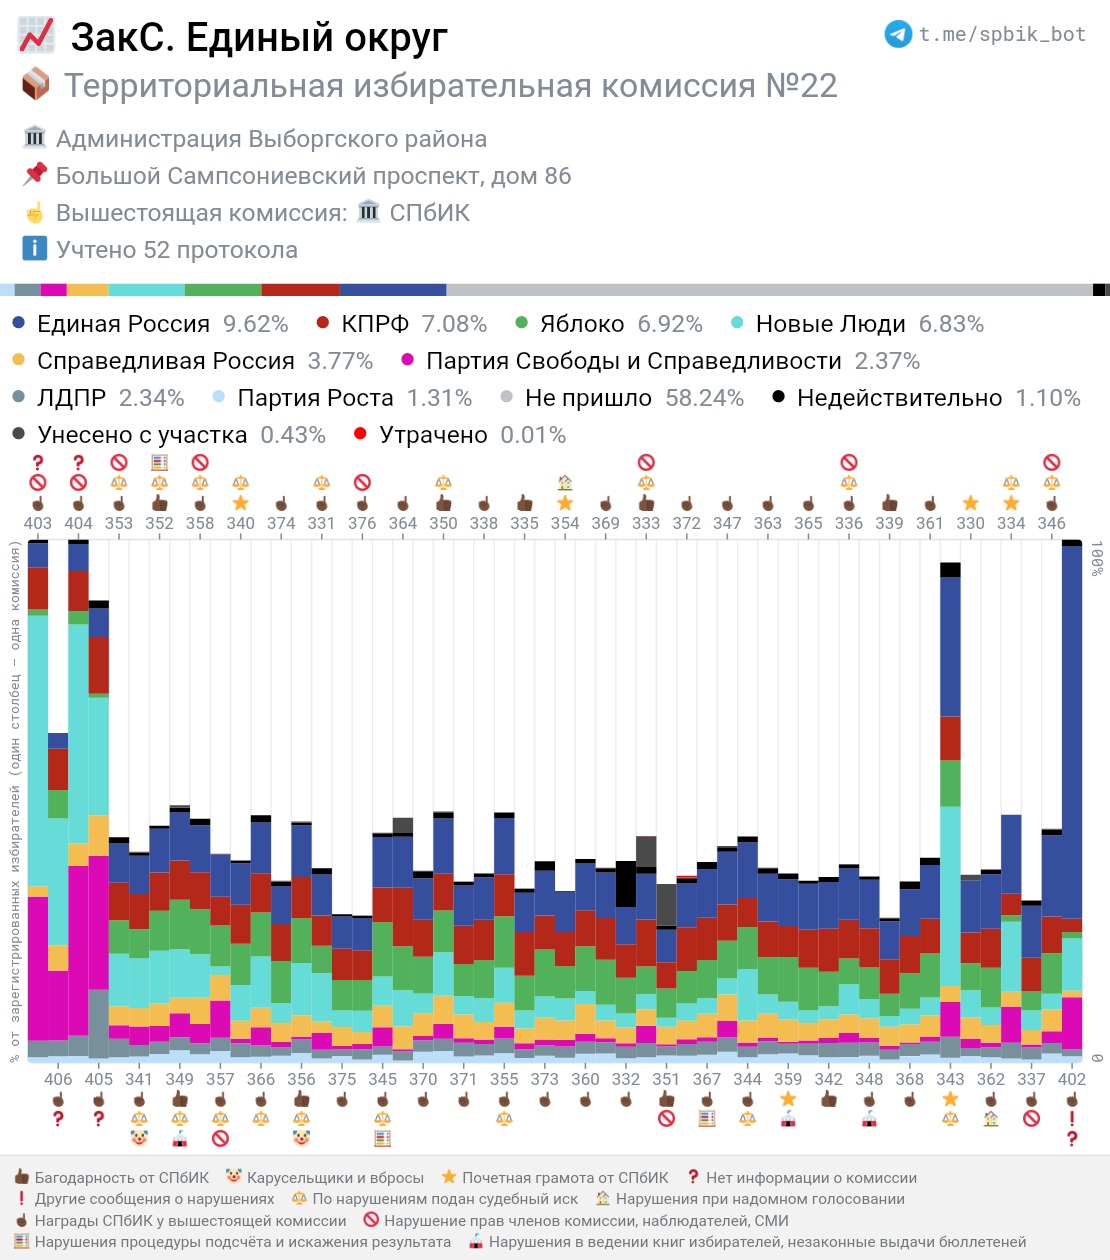 ЗакС. Единый округ
t.me/spbik_bot
Территориальная избирательная комиссия №22
Администрация Выборгского района
Большой Сампсониевский проспект, дом 86
Вышестоящая комиссия: СПбИК
Учтено 52 протокола
Единая Россия 9.62% КПРФ 7.08% Яблоко 6.92% Новые Люди 6.83%
Справедливая Россия 3.77% Партия Свободы и Справедливости 2.37%
ЛДПР 2.34% Партия Роста 1.31% Не пришло 58.24% Недействительно 1.10%
Унесено с участка 0.43% Утрачено 0.01%
403 404 353 352 358 340 374 331 376 364 350 338 335 354 369 333 372 347 363 365 336 339 361 330 334 346
% от зарегистрированных избирателей (один столбец – одна комиссия)
100%
0
406 405 341 349 357 366 356 375 345 370 371 355 373 360 332 351 367 344 359 342 348 368 343 362 337 402
Багодарность от СПбИК Карусельщики и вбросы Почетная грамота от СПбИК Нет информации о комиссии
Другие сообщения о нарушениях По нарушениям подан судебный иск Нарушения при надомном голосовании
Награды СПбИК у вышестоящей комиссии Нарушение прав членов комиссии, наблюдателей, СМИ
Нарушения процедуры подсчёта и искажения результата Нарушения в ведении книг избирателей, незаконные выдачи бюллетеней